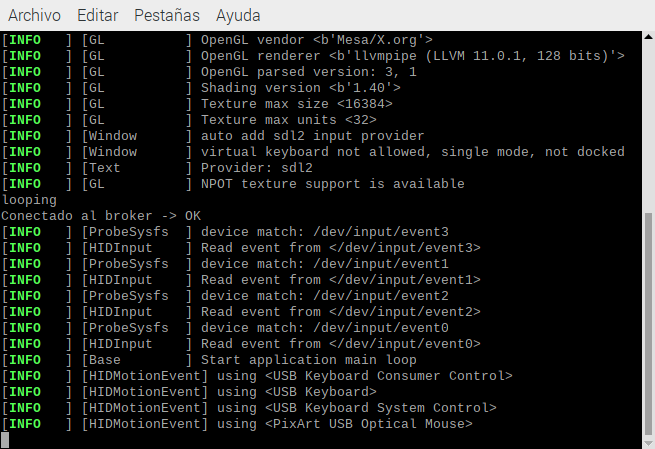 Archivo Editar Pestañas Ayuda
[INFO   ] [GL          ] OpenGL vendor <b'Mesa/X.org'>
[INFO   ] [GL          ] OpenGL renderer <b'llvmpipe (LLVM 11.0.1, 128 bits)'>
[INFO   ] [GL          ] OpenGL parsed version: 3, 1
[INFO   ] [GL          ] Shading version <b'1.40'>
[INFO   ] [GL          ] Texture max size <16384>
[INFO   ] [GL          ] Texture max units <32>
[INFO   ] [Window      ] auto add sdl2 input provider
[INFO   ] [Window      ] virtual keyboard not allowed, single mode, not docked
[INFO   ] [Text        ] Provider: sdl2
[INFO   ] [GL          ] NPOT texture support is available
looping
Conectado al broker -> OK
[INFO   ] [ProbeSysfs  ] device match: /dev/input/event3
[INFO   ] [HIDInput    ] Read event from </dev/input/event3>
[INFO   ] [ProbeSysfs  ] device match: /dev/input/event1
[INFO   ] [HIDInput    ] Read event from </dev/input/event1>
[INFO   ] [ProbeSysfs  ] device match: /dev/input/event2
[INFO   ] [HIDInput    ] Read event from </dev/input/event2>
[INFO   ] [ProbeSysfs  ] device match: /dev/input/event0
[INFO   ] [HIDInput    ] Read event from </dev/input/event0>
[INFO   ] [Base        ] Start application main loop
[INFO   ] [HIDMotionEvent] using <USB Keyboard Consumer Control>
[INFO   ] [HIDMotionEvent] using <USB Keyboard>
[INFO   ] [HIDMotionEvent] using <USB Keyboard System Control>
[INFO   ] [HIDMotionEvent] using <PixArt USB Optical Mouse>